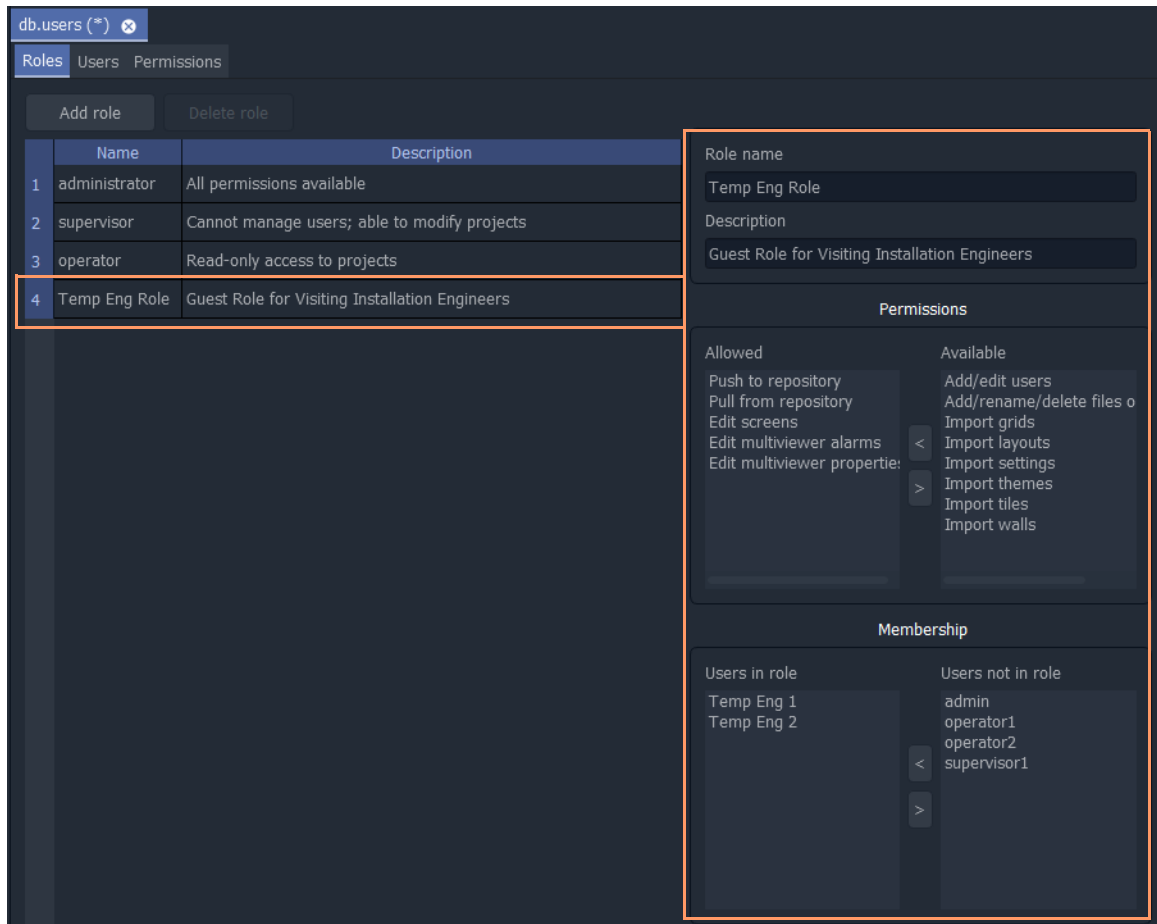 db.users (*)
Roles Users Permissions
Add role Delete role
Name Description
1 administrator All permissions available
2 supervisor Cannot manage users; able to modify projects
3 operator Read-only access to projects
4 Temp Eng Role Guest Role for Visiting Installation Engineers
Role name
Temp Eng Role
Description
Guest Role for Visiting Installation Engineers
Permissions
Allowed
Push to repository
Pull from repository
Edit screens
Edit multiviewer alarms
Edit multiviewer properties
<
>
Available
Add/edit users
Add/rename/delete files o
Import grids
Import layouts
Import settings
Import themes
Import tiles
Import walls
Membership
Users in role
Temp Eng 1
Temp Eng 2
<
>
Users not in role
admin
operator1
operator2
supervisor1